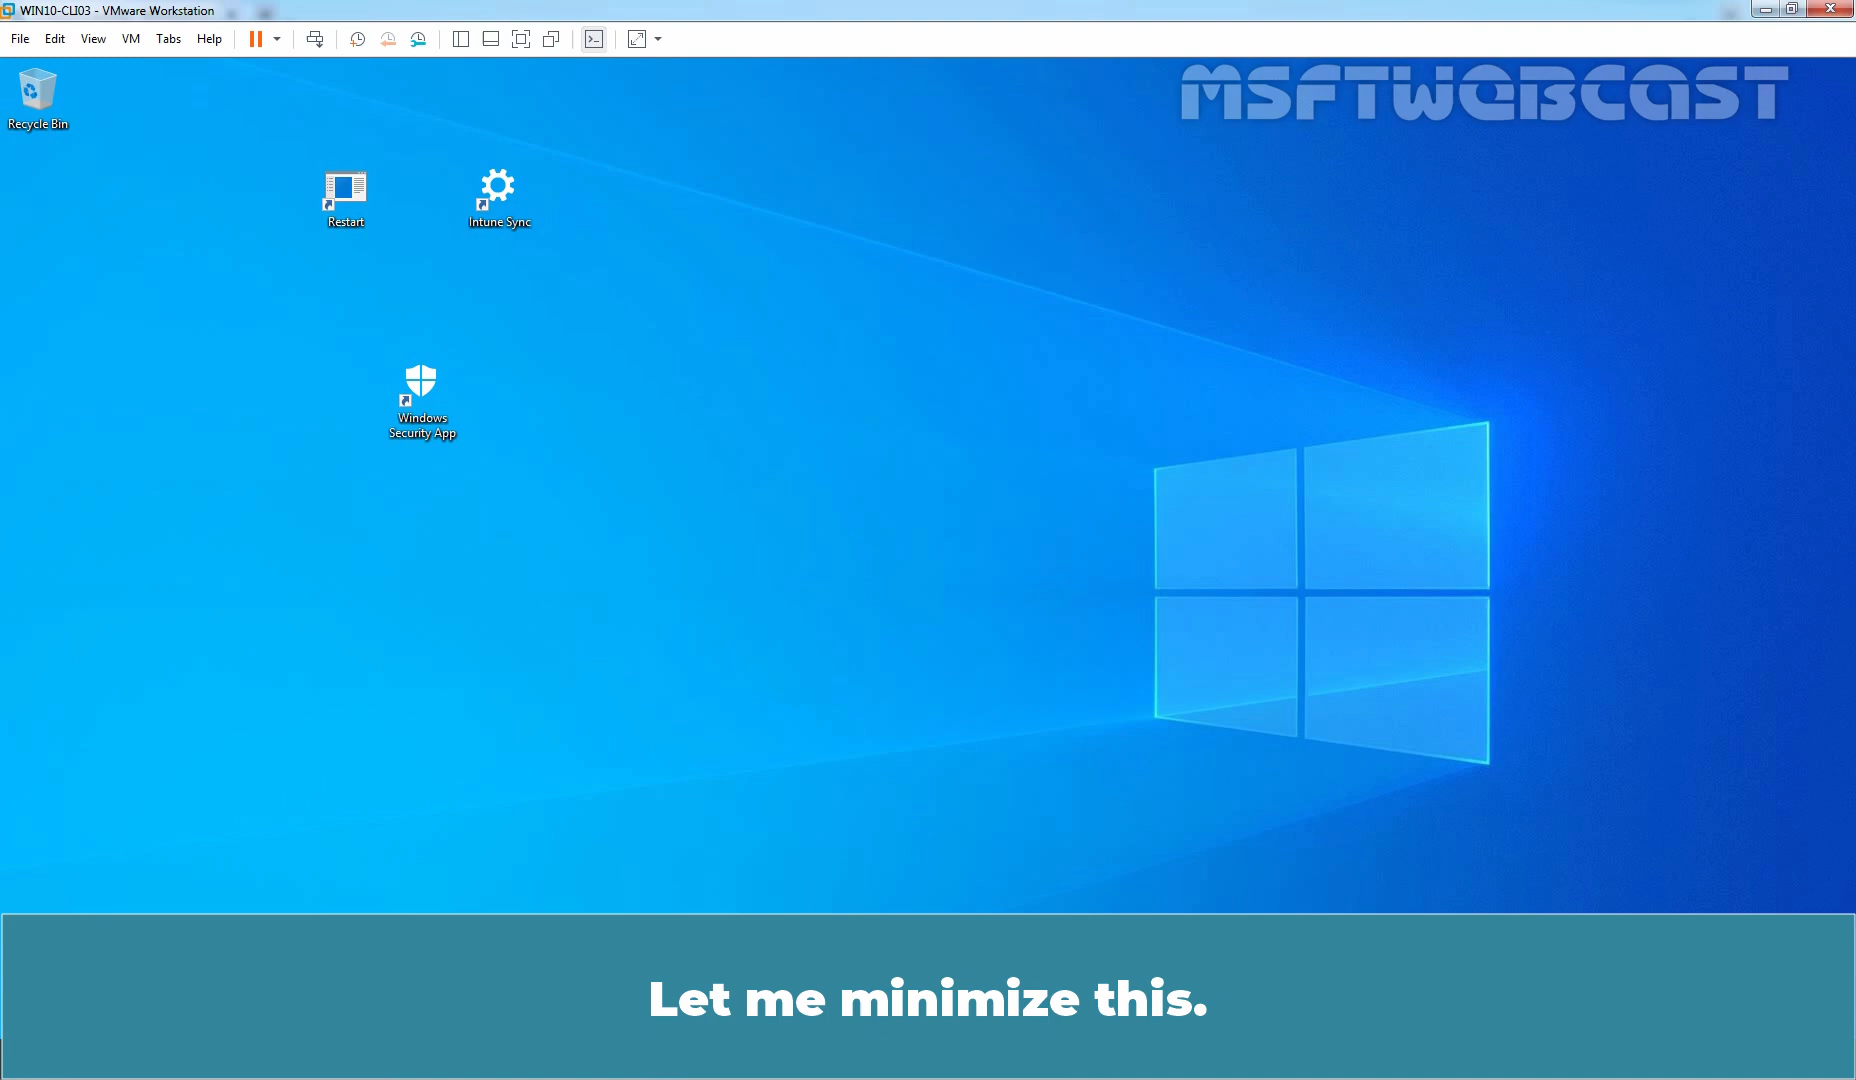 WIN10-CLI03 - VMware Workstation
File Edit View VM Tabs Help
MSFTWEBCAST
Recycle Bin
Restart
Intune Sync
Windows
Security App
Let me minimize this.